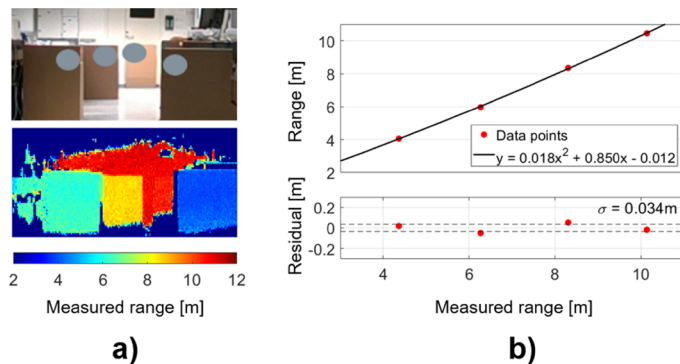 2 4 6 8 10 12
Measured range [m]
a)
Range [m]
10
8
6
4
2
Data points
y = 0.018x² + 0.850x - 0.012
Residual [m]
0.2
0
-0.2
σ = 0.034m
4 6 8 10
Measured range [m]
b)